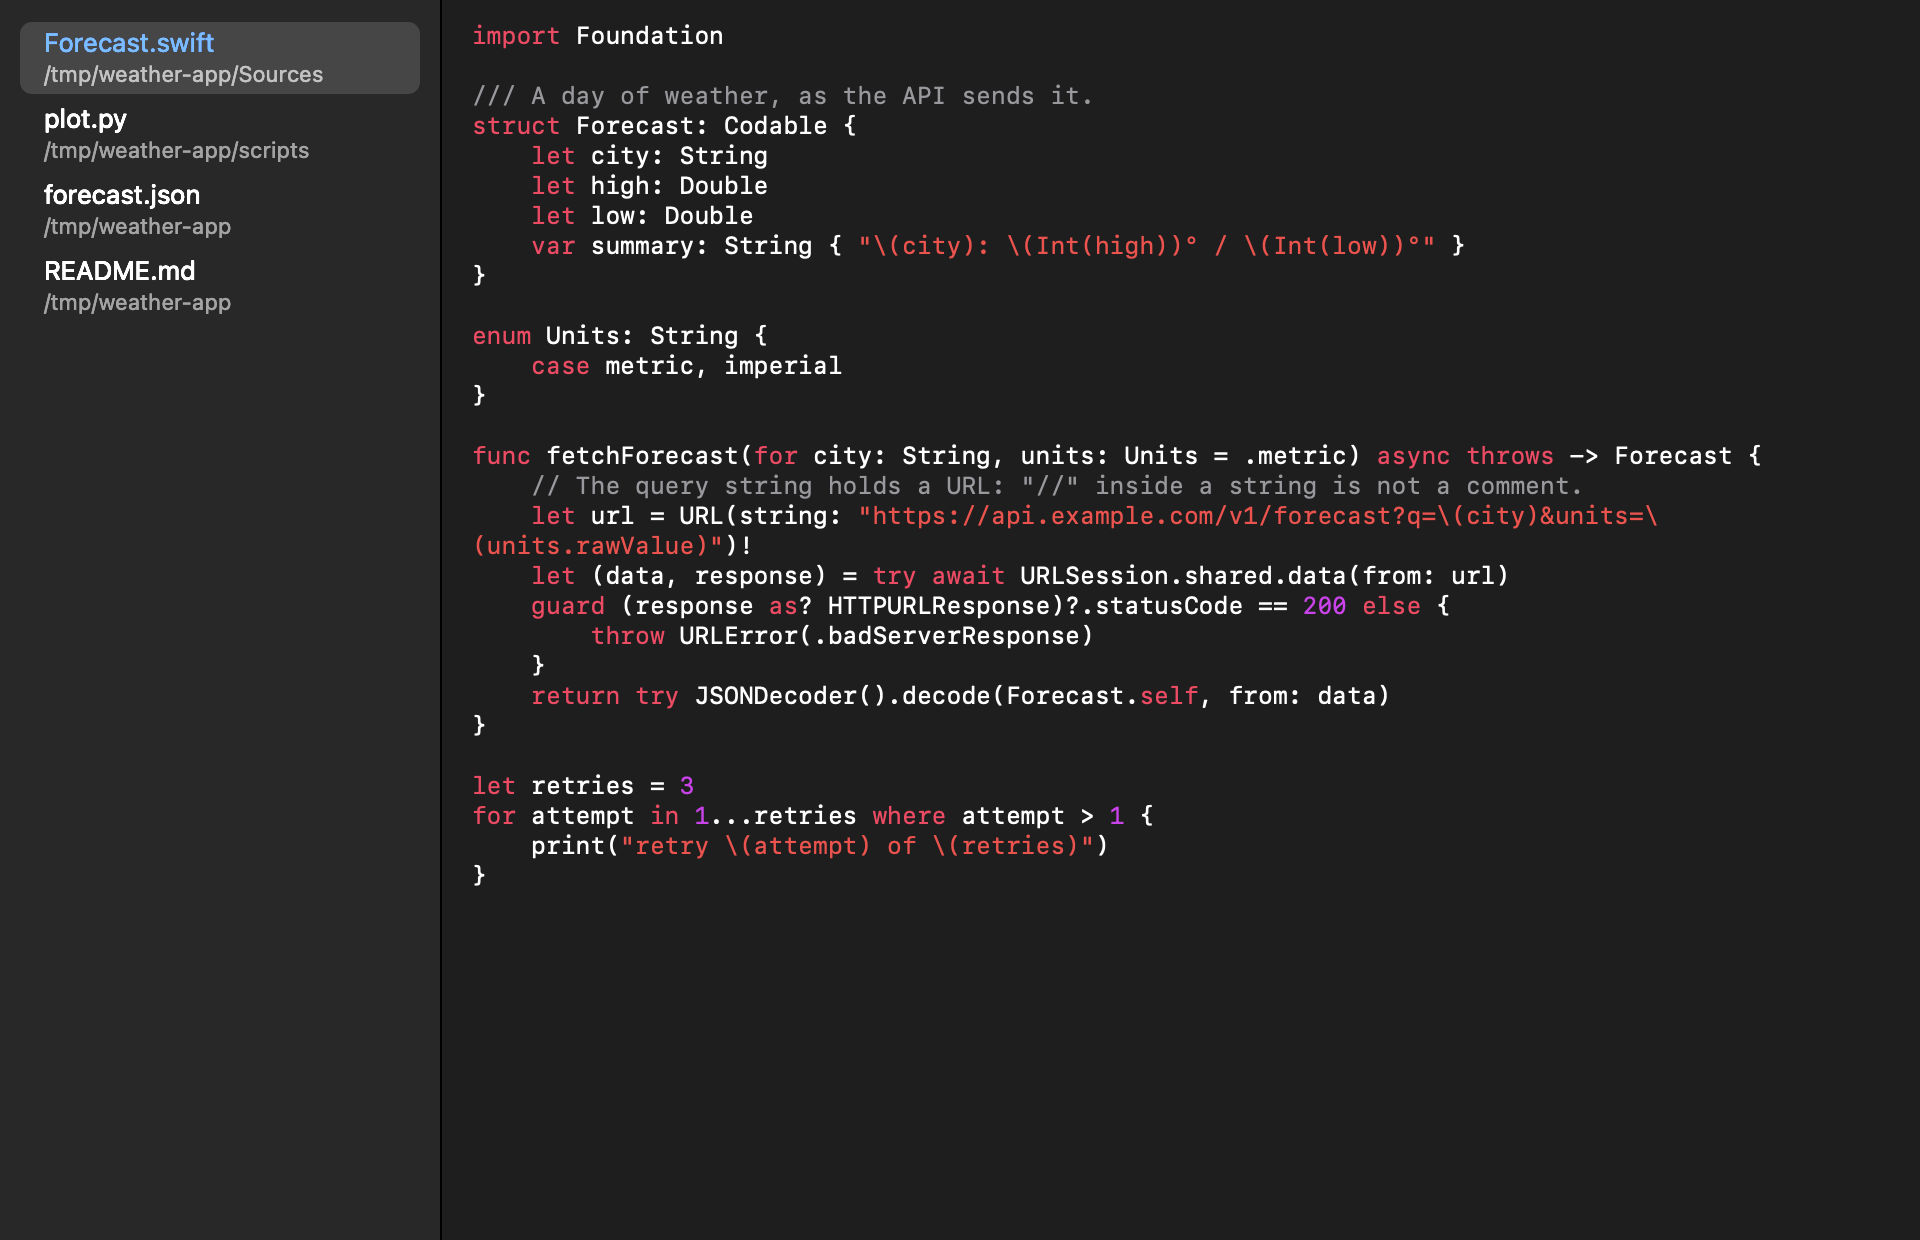 Forecast.swift
/tmp/weather-app/Sources
plot.py
/tmp/weather-app/scripts
forecast.json
/tmp/weather-app
README.md
/tmp/weather-app
import Foundation

/// A day of weather, as the API sends it.
struct Forecast: Codable {
    let city: String
    let high: Double
    let low: Double
    var summary: String { "\(city): \(Int(high))° / \(Int(low))°" }
}

enum Units: String {
    case metric, imperial
}

func fetchForecast(for city: String, units: Units = .metric) async throws -> Forecast {
    // The query string holds a URL: "//" inside a string is not a comment.
    let url = URL(string: "https://api.example.com/v1/forecast?q=\(city)&units=\
(units.rawValue)")!
    let (data, response) = try await URLSession.shared.data(from: url)
    guard (response as? HTTPURLResponse)?.statusCode == 200 else {
        throw URLError(.badServerResponse)
    }
    return try JSONDecoder().decode(Forecast.self, from: data)
}

let retries = 3
for attempt in 1...retries where attempt > 1 {
    print("retry \(attempt) of \(retries)")
}